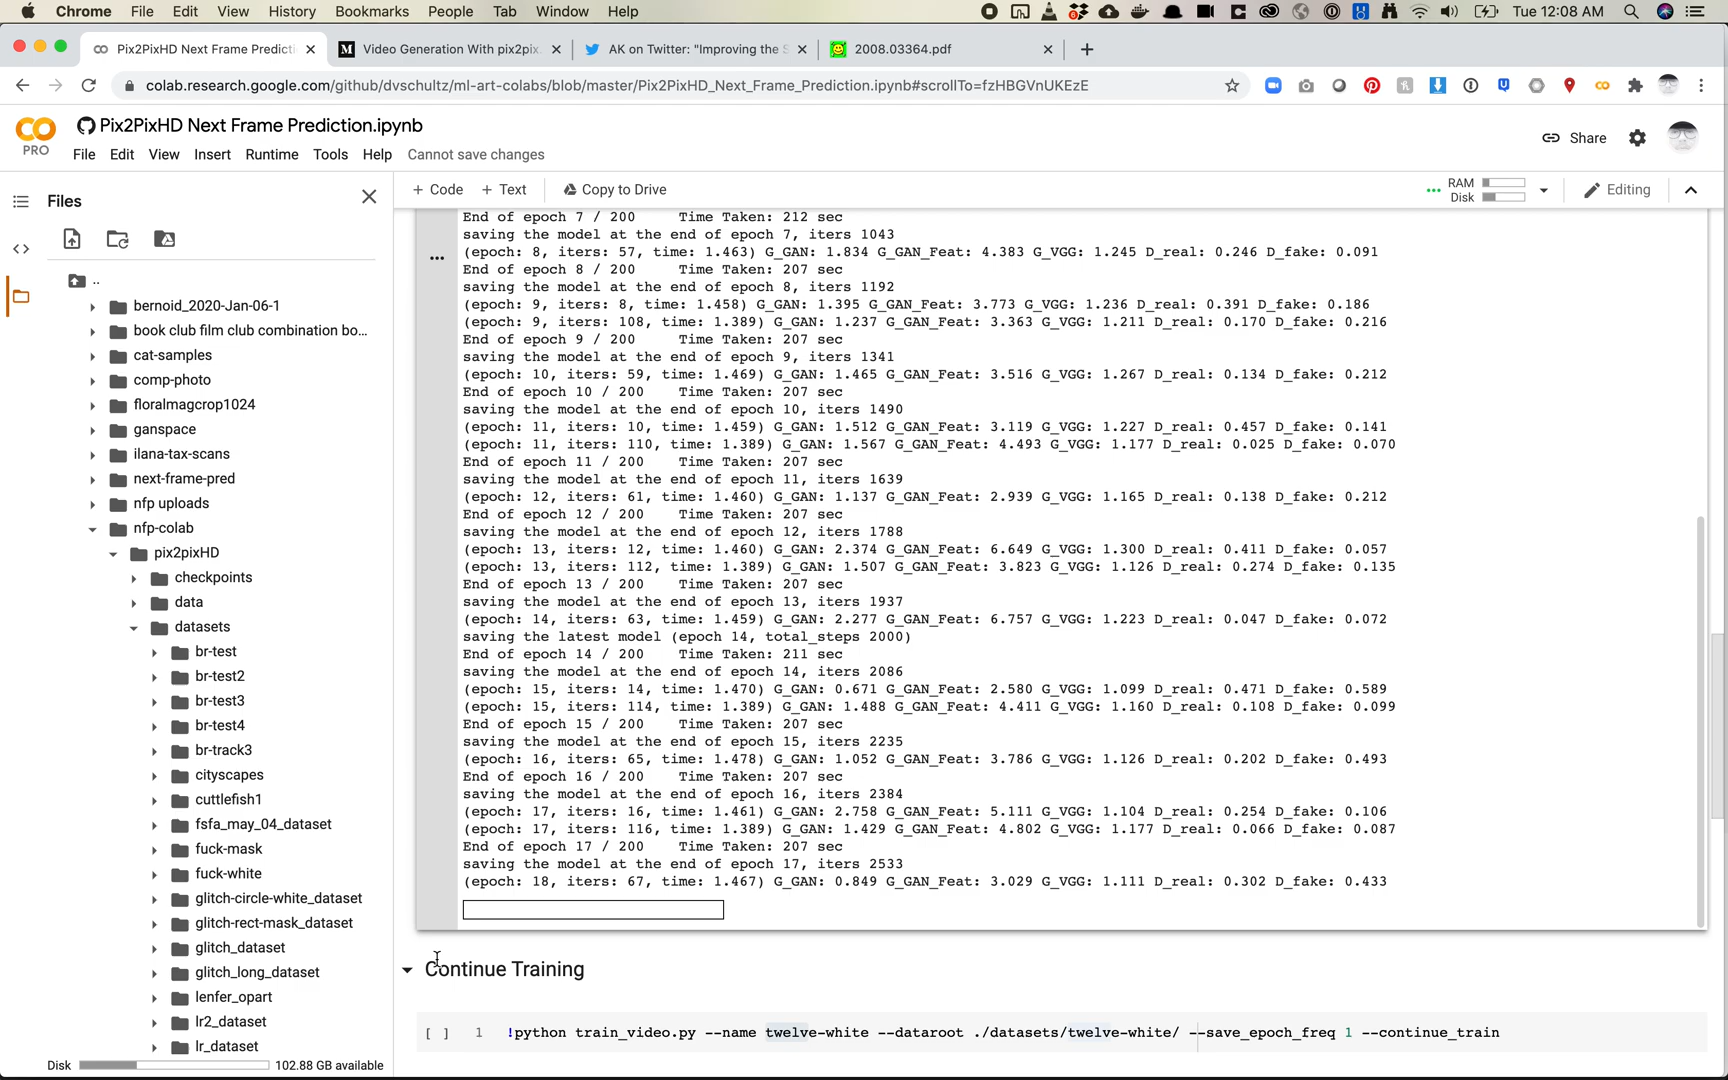 Chrome File Edit View History Bookmarks People Tab Window Help Tue 12:08 AM
Pix2PixHD Next Frame Predicti
Video Generation With pix2pix.
AK on Twitter: "Improving the S
2008.03364.pdf
colab.research.google.com/github/dvschultz/ml-art-colabs/blob/master/Pix2PixHD_Next_Frame_Prediction.ipynb#scrollTo=fzHBGVnUKEzE
CO
PRO
Pix2PixHD Next Frame Prediction.ipynb
File Edit View Insert Runtime Tools Help Cannot save changes
Share
Files
+ Code + Text Copy to Drive
RAM
Disk
Editing
..
bernoid_2020-Jan-06-1
book club film club combination bo...
cat-samples
comp-photo
floralmagcrop1024
ganspace
ilana-tax-scans
next-frame-pred
nfp uploads
nfp-colab
pix2pixHD
checkpoints
data
datasets
br-test
br-test2
br-test3
br-test4
br-track3
cityscapes
cuttlefish1
fsfa_may_04_dataset
fuck-mask
fuck-white
glitch-circle-white_dataset
glitch-rect-mask_dataset
glitch_dataset
glitch_long_dataset
lenfer_opart
lr2_dataset
lr_dataset
Disk 102.88 GB available
End of epoch 7 / 200 Time Taken: 212 sec
saving the model at the end of epoch 7, iters 1043
(epoch: 8, iters: 57, time: 1.463) G_GAN: 1.834 G_GAN_Feat: 4.383 G_VGG: 1.245 D_real: 0.246 D_fake: 0.091
End of epoch 8 / 200 Time Taken: 207 sec
saving the model at the end of epoch 8, iters 1192
(epoch: 9, iters: 8, time: 1.458) G_GAN: 1.395 G_GAN_Feat: 3.773 G_VGG: 1.236 D_real: 0.391 D_fake: 0.186
(epoch: 9, iters: 108, time: 1.389) G_GAN: 1.237 G_GAN_Feat: 3.363 G_VGG: 1.211 D_real: 0.170 D_fake: 0.216
End of epoch 9 / 200 Time Taken: 207 sec
saving the model at the end of epoch 9, iters 1341
(epoch: 10, iters: 59, time: 1.469) G_GAN: 1.465 G_GAN_Feat: 3.516 G_VGG: 1.267 D_real: 0.134 D_fake: 0.212
End of epoch 10 / 200 Time Taken: 207 sec
saving the model at the end of epoch 10, iters 1490
(epoch: 11, iters: 10, time: 1.459) G_GAN: 1.512 G_GAN_Feat: 3.119 G_VGG: 1.227 D_real: 0.457 D_fake: 0.141
(epoch: 11, iters: 110, time: 1.389) G_GAN: 1.567 G_GAN_Feat: 4.493 G_VGG: 1.177 D_real: 0.025 D_fake: 0.070
End of epoch 11 / 200 Time Taken: 207 sec
saving the model at the end of epoch 11, iters 1639
(epoch: 12, iters: 61, time: 1.460) G_GAN: 1.137 G_GAN_Feat: 2.939 G_VGG: 1.165 D_real: 0.138 D_fake: 0.212
End of epoch 12 / 200 Time Taken: 207 sec
saving the model at the end of epoch 12, iters 1788
(epoch: 13, iters: 12, time: 1.460) G_GAN: 2.374 G_GAN_Feat: 6.649 G_VGG: 1.300 D_real: 0.411 D_fake: 0.057
(epoch: 13, iters: 112, time: 1.389) G_GAN: 1.507 G_GAN_Feat: 3.823 G_VGG: 1.126 D_real: 0.274 D_fake: 0.135
End of epoch 13 / 200 Time Taken: 207 sec
saving the model at the end of epoch 13, iters 1937
(epoch: 14, iters: 63, time: 1.459) G_GAN: 2.277 G_GAN_Feat: 6.757 G_VGG: 1.223 D_real: 0.047 D_fake: 0.072
saving the latest model (epoch 14, total_steps 2000)
End of epoch 14 / 200 Time Taken: 211 sec
saving the model at the end of epoch 14, iters 2086
(epoch: 15, iters: 14, time: 1.470) G_GAN: 0.671 G_GAN_Feat: 2.580 G_VGG: 1.099 D_real: 0.471 D_fake: 0.589
(epoch: 15, iters: 114, time: 1.389) G_GAN: 1.488 G_GAN_Feat: 4.411 G_VGG: 1.160 D_real: 0.108 D_fake: 0.099
End of epoch 15 / 200 Time Taken: 207 sec
saving the model at the end of epoch 15, iters 2235
(epoch: 16, iters: 65, time: 1.478) G_GAN: 1.052 G_GAN_Feat: 3.786 G_VGG: 1.126 D_real: 0.202 D_fake: 0.493
End of epoch 16 / 200 Time Taken: 207 sec
saving the model at the end of epoch 16, iters 2384
(epoch: 17, iters: 16, time: 1.461) G_GAN: 2.758 G_GAN_Feat: 5.111 G_VGG: 1.104 D_real: 0.254 D_fake: 0.106
(epoch: 17, iters: 116, time: 1.389) G_GAN: 1.429 G_GAN_Feat: 4.802 G_VGG: 1.177 D_real: 0.066 D_fake: 0.087
End of epoch 17 / 200 Time Taken: 207 sec
saving the model at the end of epoch 17, iters 2533
(epoch: 18, iters: 67, time: 1.467) G_GAN: 0.849 G_GAN_Feat: 3.029 G_VGG: 1.111 D_real: 0.302 D_fake: 0.433
Continue Training
[ ] 1 !python train_video.py --name twelve-white --dataroot ./datasets/twelve-white/ --save_epoch_freq 1 --continue_train